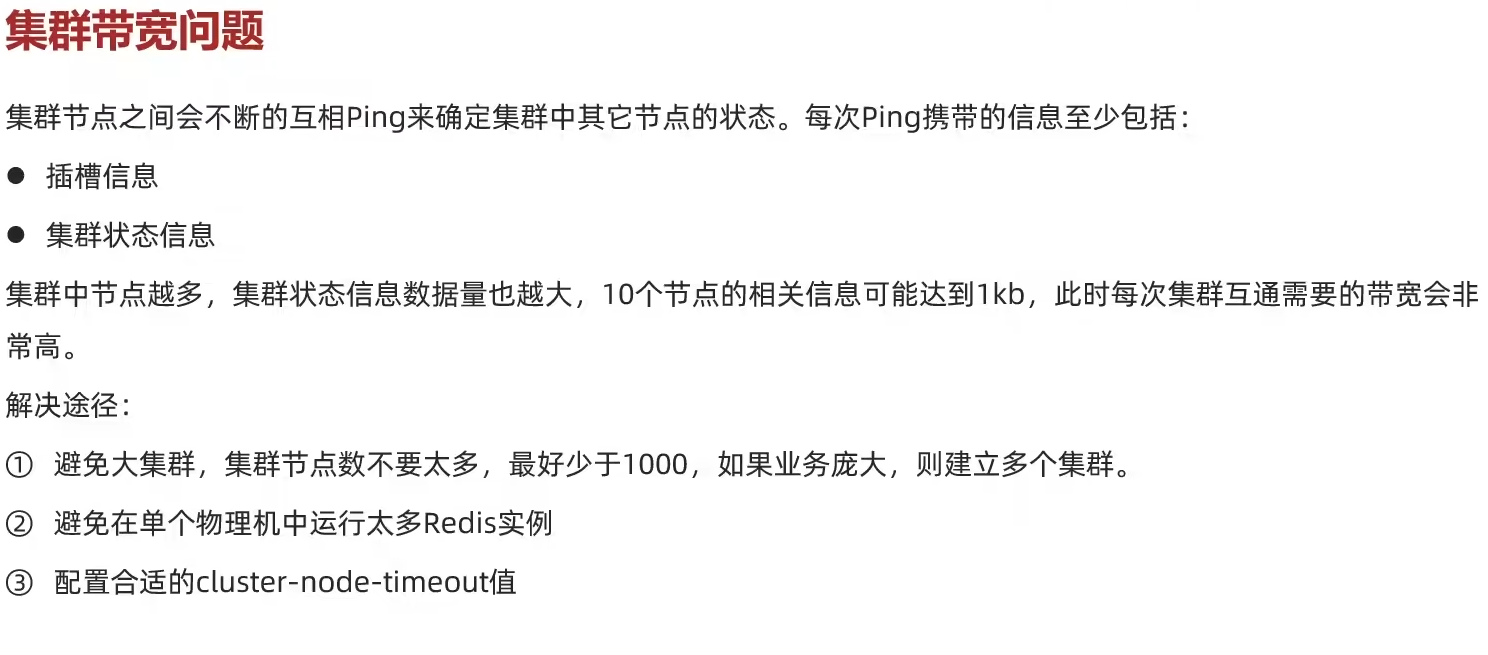 集群带宽问题
集群节点之间会不断的互相Ping来确定集群中其它节点的状态。每次Ping携带的信息至少包括：
● 插槽信息
● 集群状态信息
集群中节点越多，集群状态信息数据量也越大，10个节点的相关信息可能达到1kb，此时每次集群互通需要的带宽会非
常高。
解决途径：
① 避免大集群，集群节点数不要太多，最好少于1000，如果业务庞大，则建立多个集群。
② 避免在单个物理机中运行太多Redis实例
③ 配置合适的cluster-node-timeout值